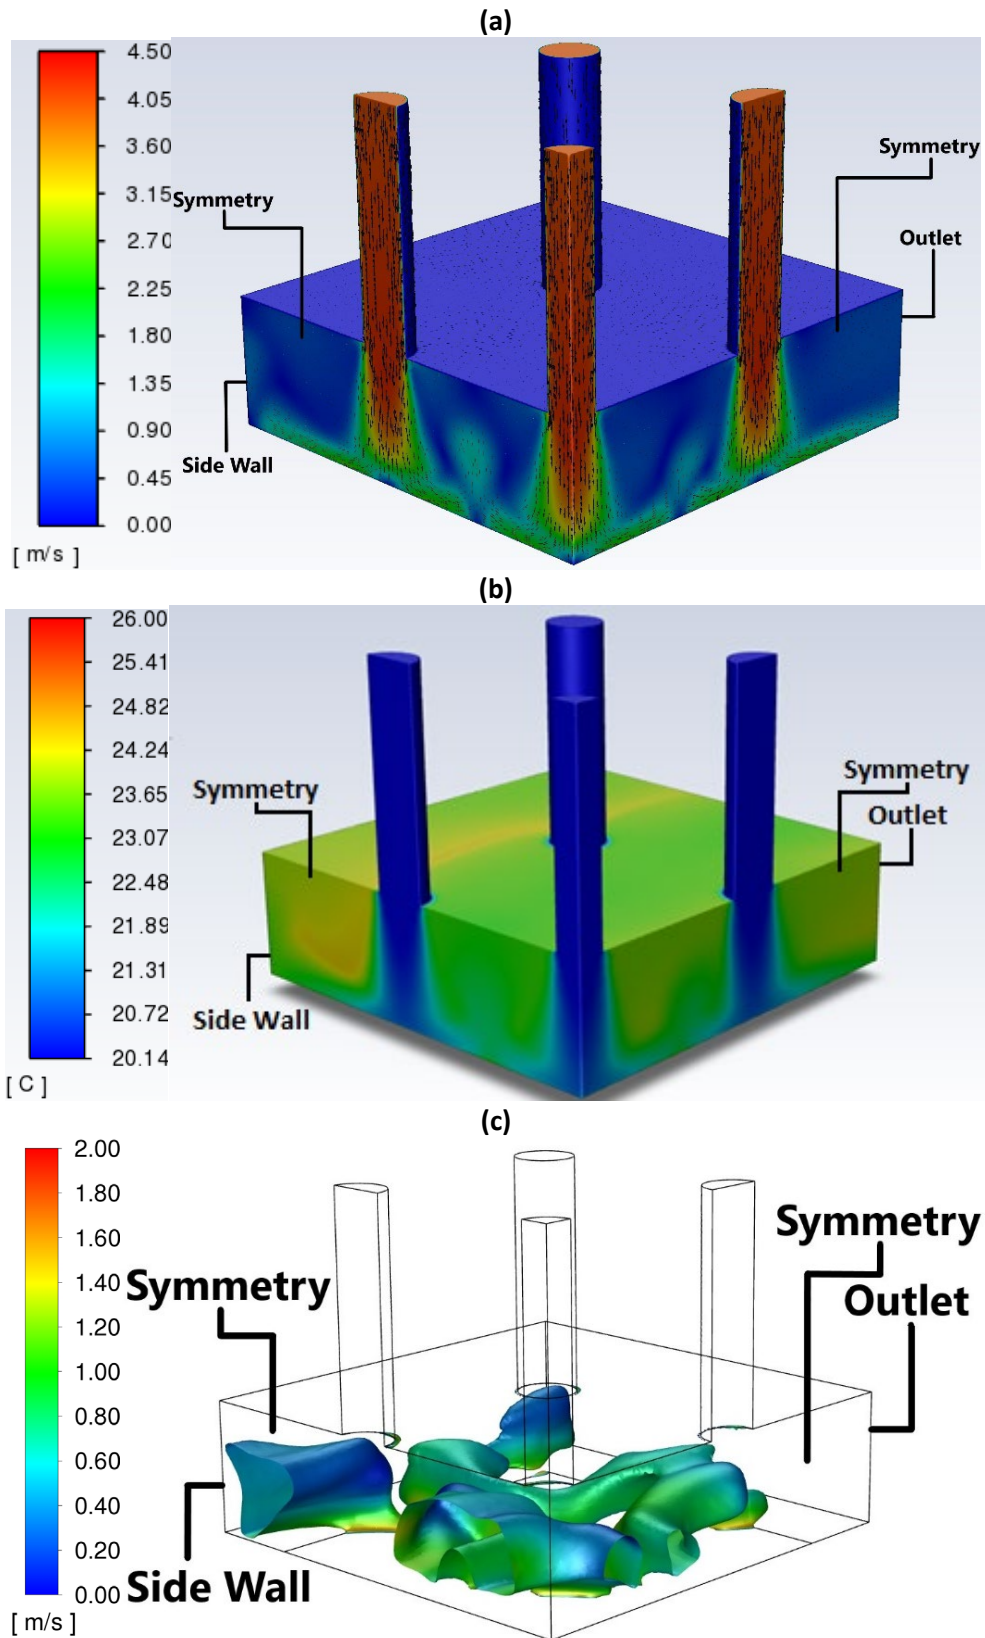 (a)
4.50
4.05
3.60
3.15
2.70
2.25
1.80
1.35
0.90
0.45
0.00
[ m/s ]
Symmetry
Symmetry
Outlet
Side Wall
(b)
26.00
25.41
24.82
24.24
23.65
23.07
22.48
21.89
21.31
20.72
20.14
[ C ]
Symmetry
Symmetry
Outlet
Side Wall
(c)
2.00
1.80
1.60
1.40
1.20
1.00
0.80
0.60
0.40
0.20
0.00
[ m/s ]
Symmetry
Symmetry
Outlet
Side Wall